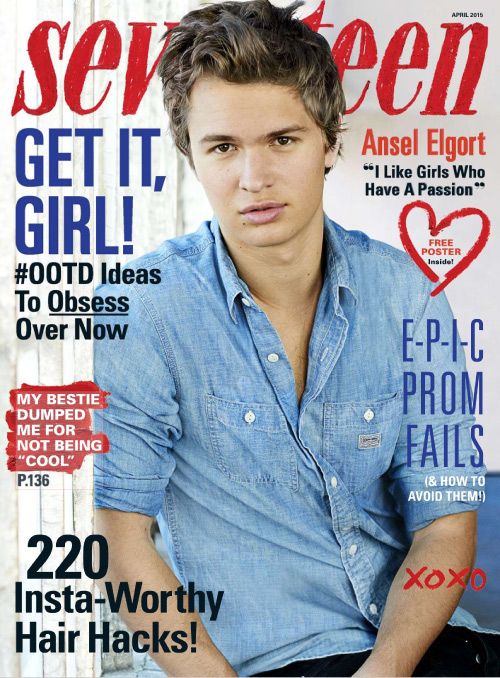 APRIL 2015
seventeen
GET IT,
GIRL!
#OOTD Ideas
To Obsess
Over Now
Ansel Elgort
“I Like Girls Who
Have A Passion”
FREE
POSTER
Inside!
MY BESTIE
DUMPED
ME FOR
NOT BEING
“COOL”
P.136
E-P-I-C
PROM
FAILS
(& HOW TO
AVOID THEM!)
XOXO
220
Insta-Worthy
Hair Hacks!